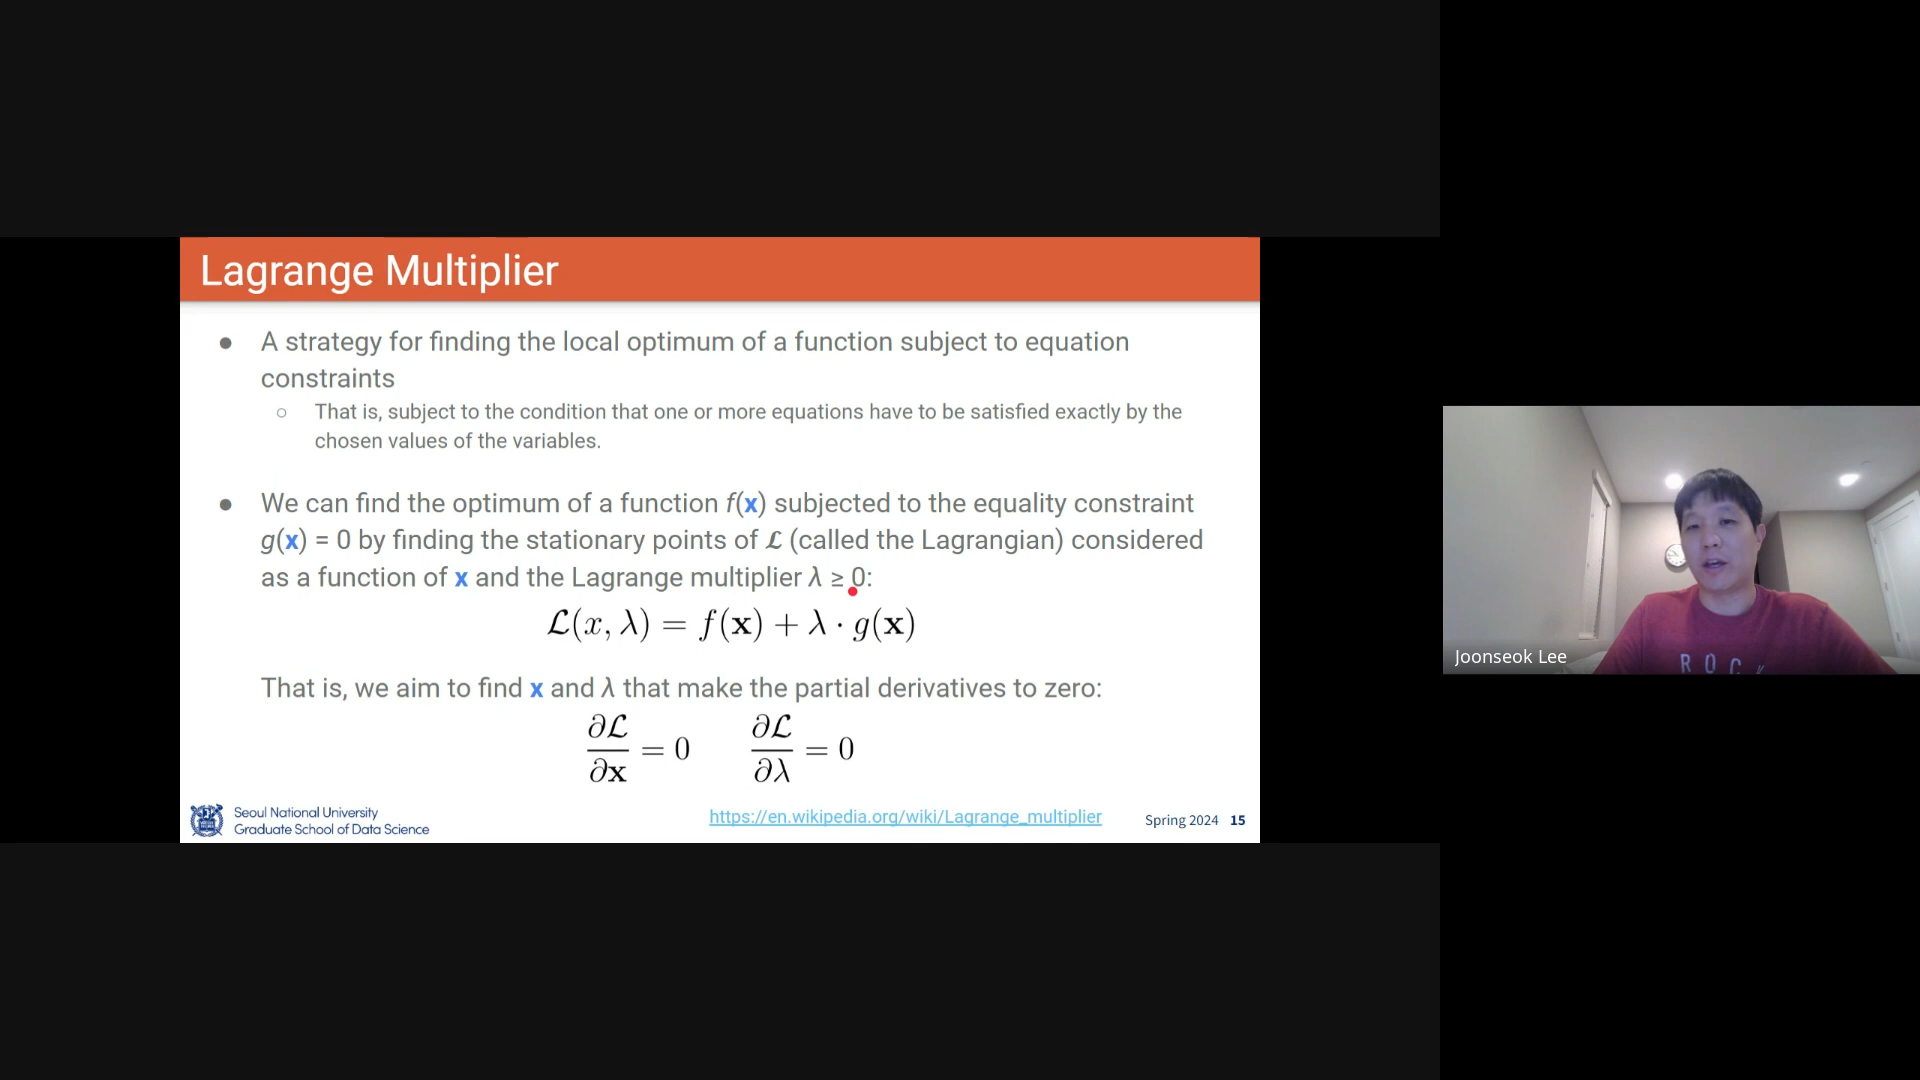 Lagrange Multiplier
● A strategy for finding the local optimum of a function subject to equation
constraints
○ That is, subject to the condition that one or more equations have to be satisfied exactly by the
chosen values of the variables.
● We can find the optimum of a function f(x) subjected to the equality constraint
g(x) = 0 by finding the stationary points of ℒ (called the Lagrangian) considered
as a function of x and the Lagrange multiplier λ ≥ 0:
ℒ(x, λ) = f(x) + λ · g(x)
That is, we aim to find x and λ that make the partial derivatives to zero:
∂ℒ/∂x = 0 ∂ℒ/∂λ = 0
Seoul National University
Graduate School of Data Science
https://en.wikipedia.org/wiki/Lagrange_multiplier
Spring 2024 15
Joonseok Lee
R O C